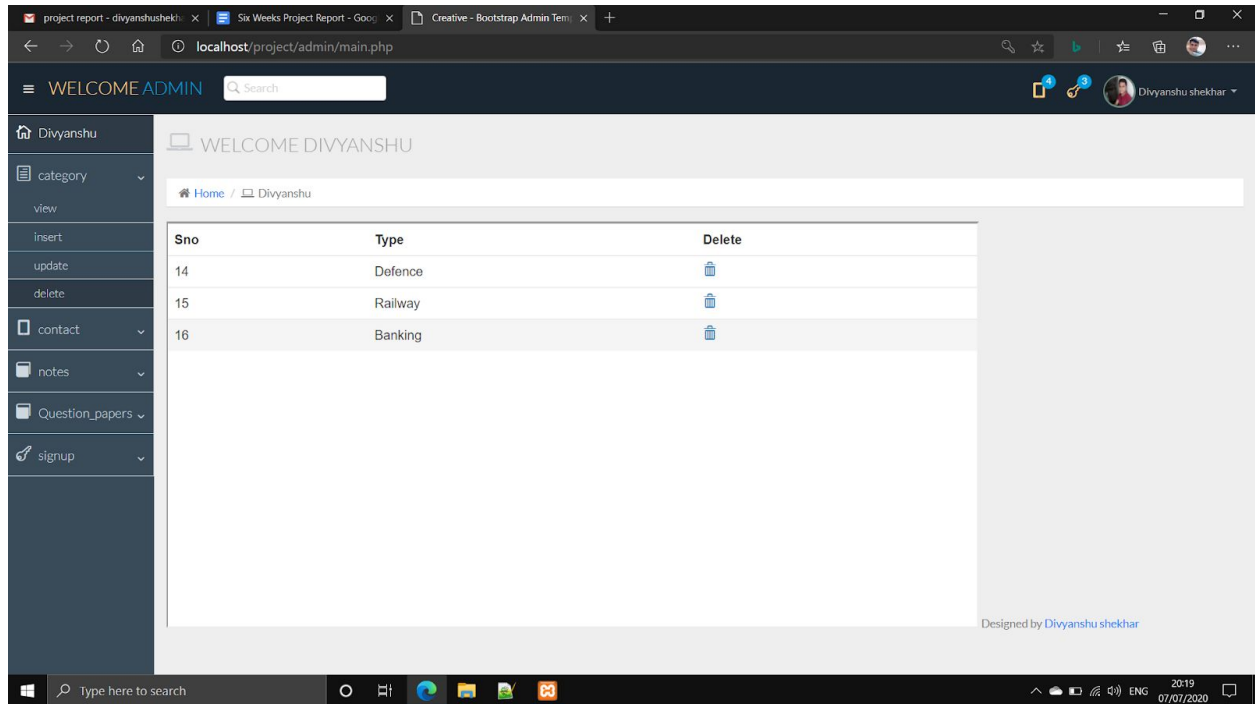 project report - divyanshushekh
Six Weeks Project Report - Goog
Creative - Bootstrap Admin Tem
localhost/project/admin/main.php
WELCOME ADMIN
Search
4
3
DIvyanshu shekhar
Divyanshu
WELCOME DIVYANSHU
category
Home / Divyanshu
view
insert
update
delete
contact
notes
Question_papers
signup
Sno Type Delete
14 Defence
15 Railway
16 Banking
Designed by Divyanshu shekhar
Type here to search
ENG
20:19
07/07/2020